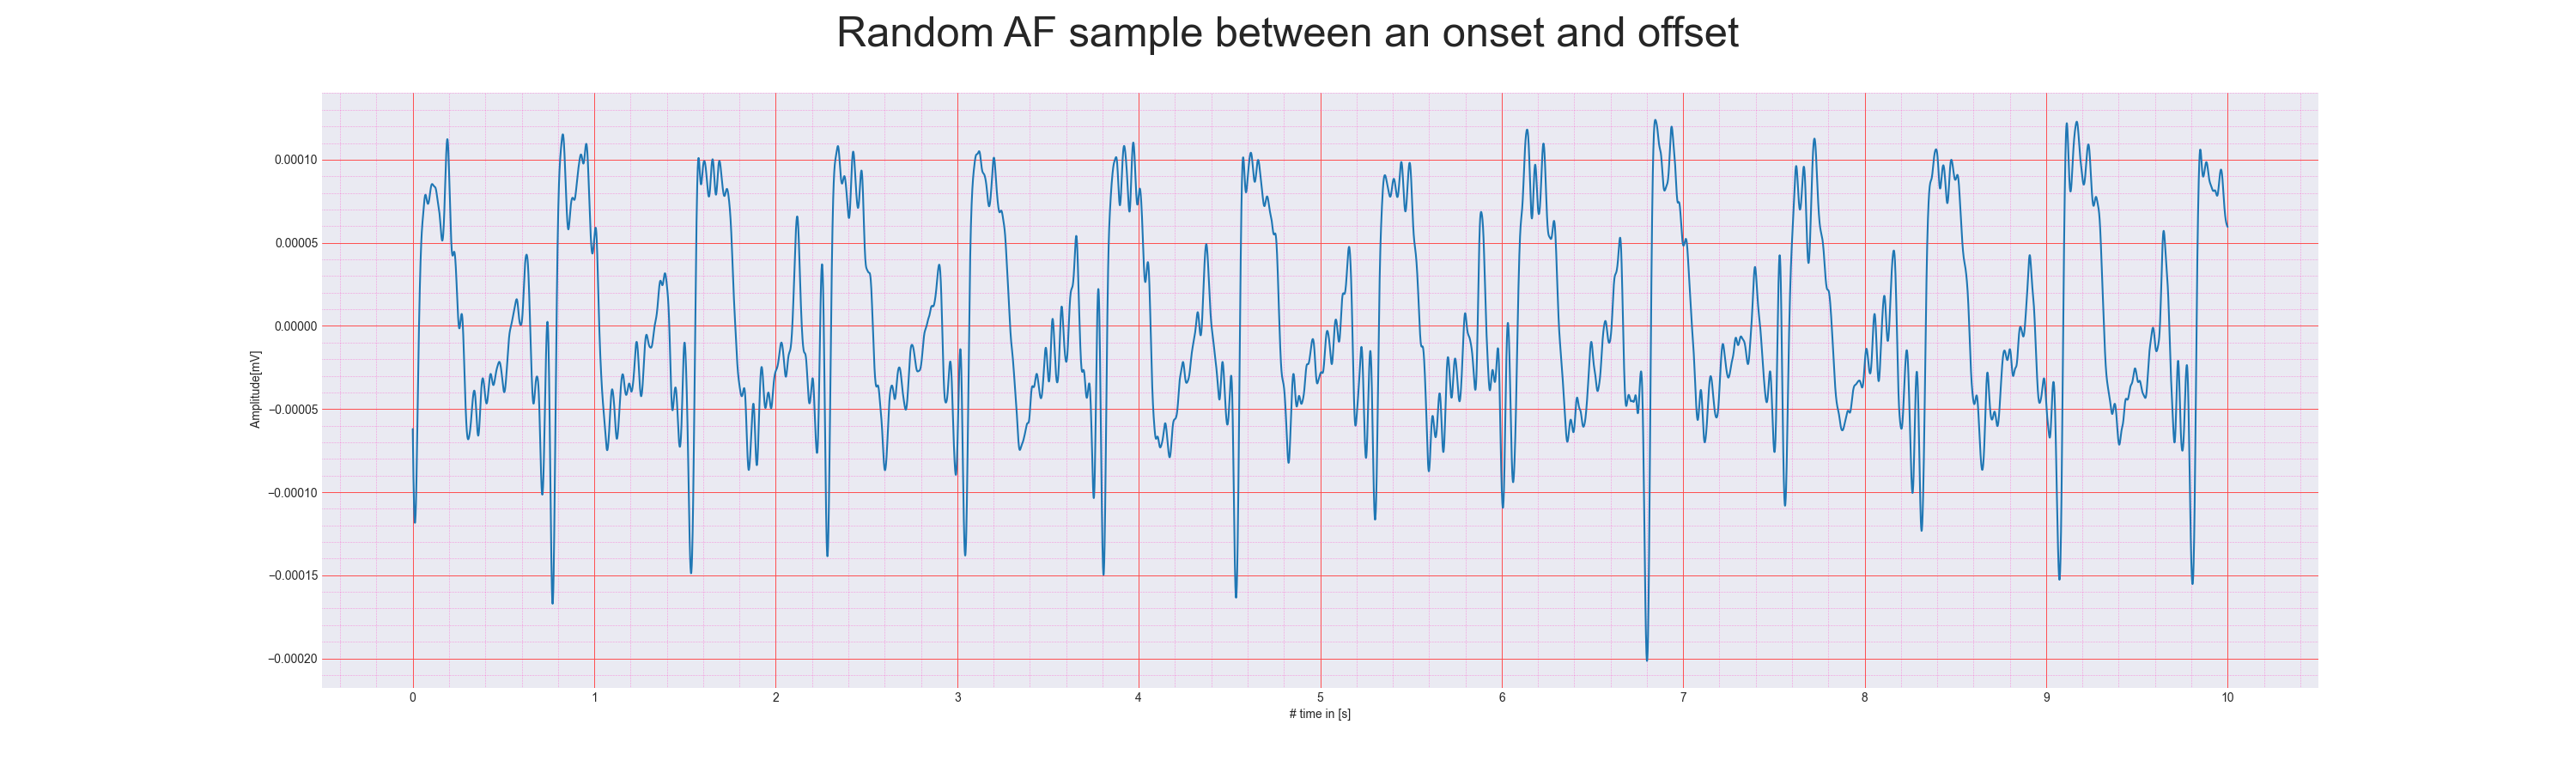 Random AF sample between an onset and offset
0.00010
0.00005
0.00000
−0.00005
−0.00010
−0.00015
−0.00020
Amplitude[mV]
0 1 2 3 4 5 6 7 8 9 10
# time in [s]